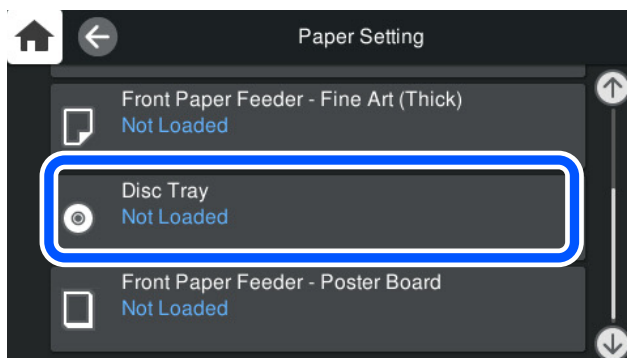 Paper Setting
Front Paper Feeder - Fine Art (Thick)
Not Loaded
Disc Tray
Not Loaded
Front Paper Feeder - Poster Board
Not Loaded